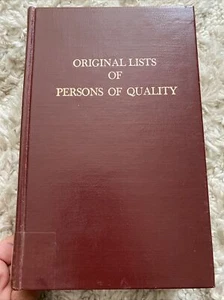 ORIGINAL LISTS
OF
PERSONS OF QUALITY